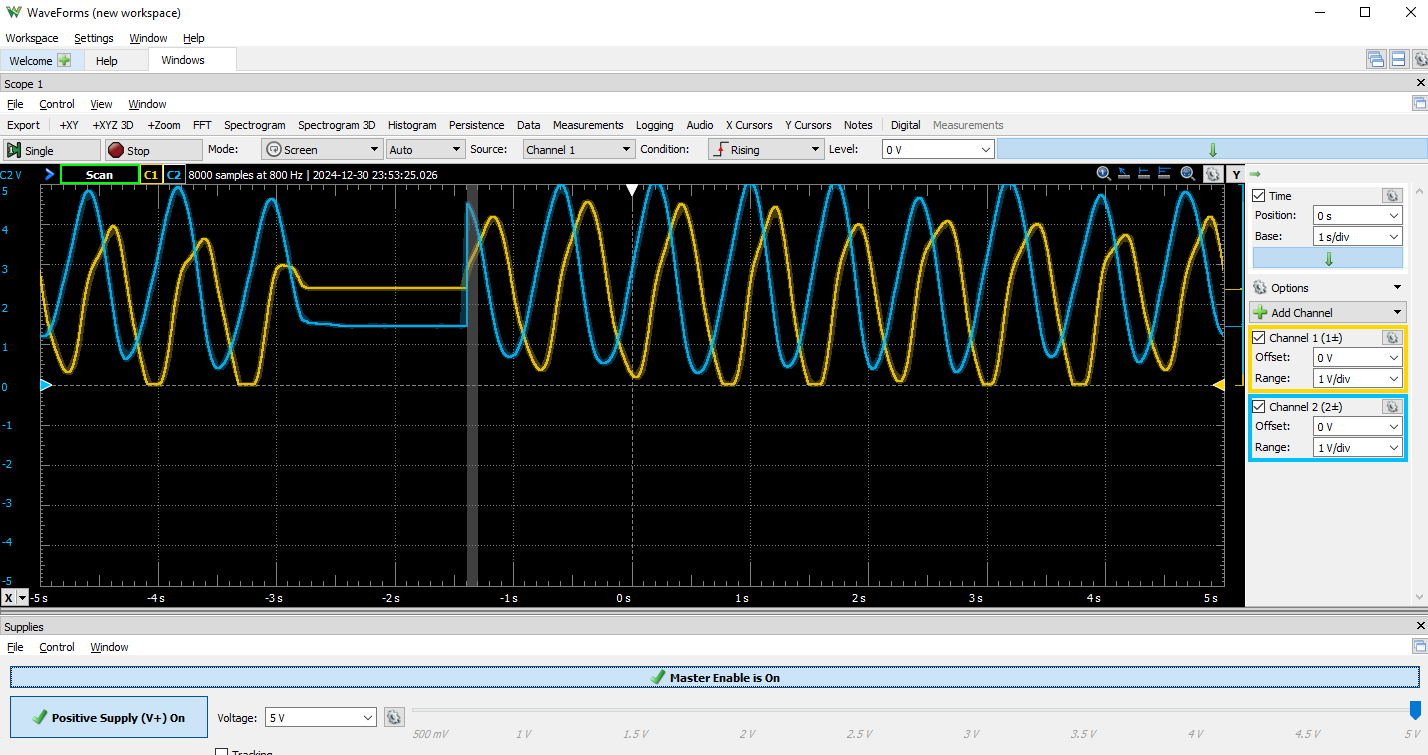 WaveForms (new workspace)
Workspace Settings Window Help
Welcome Help Windows
Scope 1
File Control View Window
Export +XY +XYZ 3D +Zoom FFT Spectrogram Spectrogram 3D Histogram Persistence Data Measurements Logging Audio X Cursors Y Cursors Notes Digital Measurements
Single Stop Mode: Screen Auto Source: Channel 1 Condition: Rising Level: 0 V
C2 V Scan C1 C2 8000 samples at 800 Hz | 2024-12-30 23:53:25.026 Y
5
4
3
2
1
0
-1
-2
-3
-4
-5
X -5 s -4 s -3 s -2 s -1 s 0 s 1 s 2 s 3 s 4 s 5 s
Time
Position: 0 s
Base: 1 s/div
Options
Add Channel
Channel 1 (1±)
Offset: 0 V
Range: 1 V/div
Channel 2 (2±)
Offset: 0 V
Range: 1 V/div
Supplies
File Control Window
Master Enable is On
Positive Supply (V+) On Voltage: 5 V
500 mV 1 V 1.5 V 2 V 2.5 V 3 V 3.5 V 4 V 4.5 V 5 V
Tracking